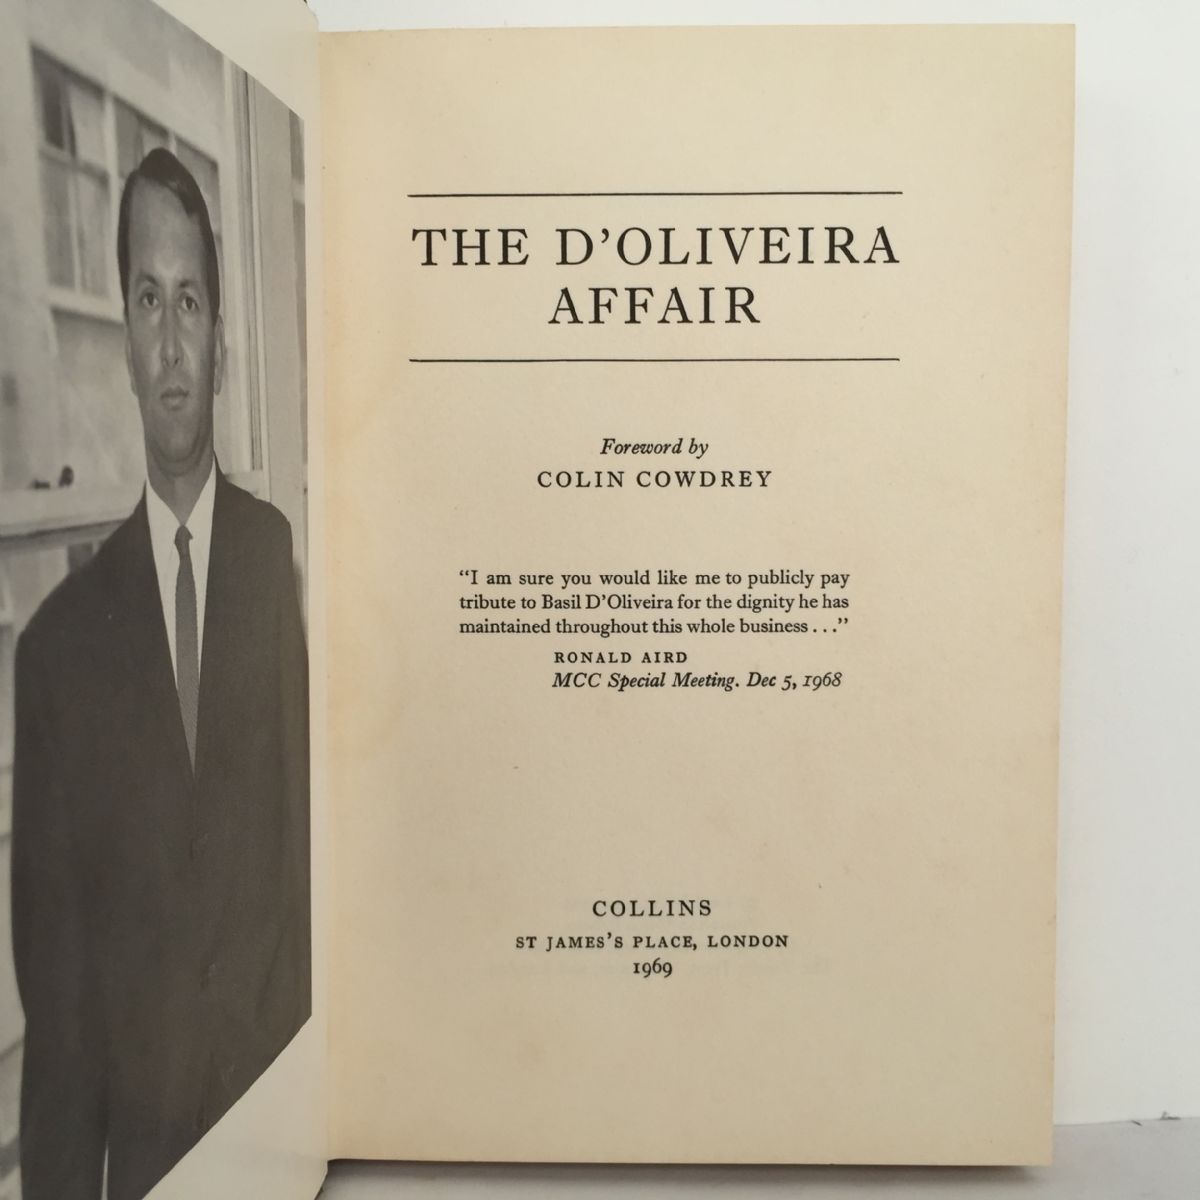 THE D’OLIVEIRA
AFFAIR
Foreword by
COLIN COWDREY
“I am sure you would like me to publicly pay
tribute to Basil D’Oliveira for the dignity he has
maintained throughout this whole business . . .”
RONALD AIRD
MCC Special Meeting. Dec 5, 1968
COLLINS
ST JAMES’S PLACE, LONDON
1969